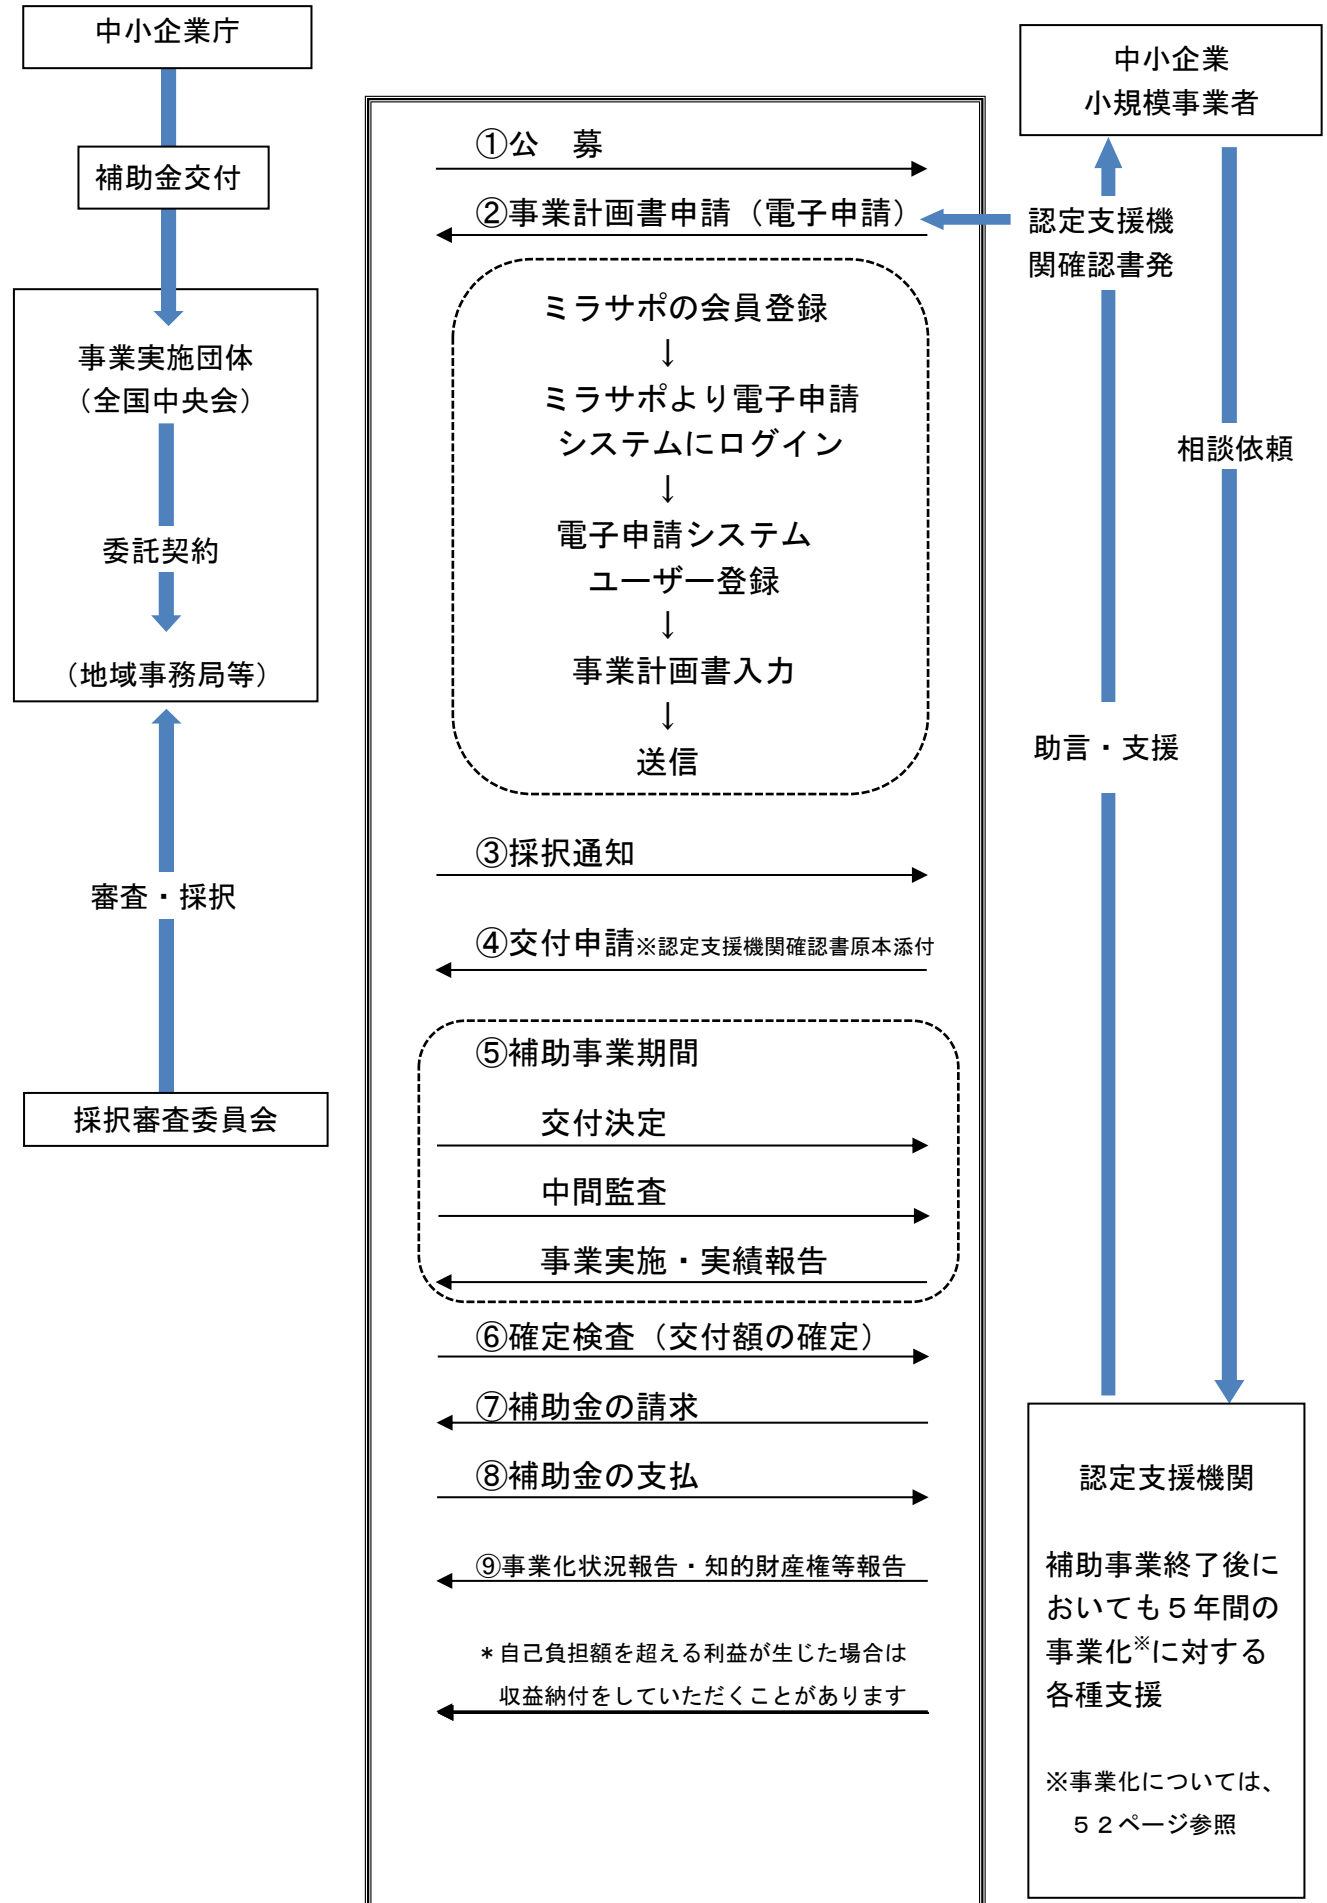 中小企業庁
補助金交付
事業実施団体
（全国中央会）
委託契約
（地域事務局等）
審査・採択
採択審査委員会
①公　募
②事業計画書申請（電子申請）
ミラサポの会員登録
↓
ミラサポより電子申請
システムにログイン
↓
電子申請システム
ユーザー登録
↓
事業計画書入力
↓
送信
③採択通知
④交付申請※認定支援機関確認書原本添付
⑤補助事業期間
交付決定
中間監査
事業実施・実績報告
⑥確定検査（交付額の確定）
⑦補助金の請求
⑧補助金の支払
⑨事業化状況報告・知的財産権等報告
＊自己負担額を超える利益が生じた場合は
収益納付をしていただくことがあります
中小企業
小規模事業者
認定支援機
関確認書発
相談依頼
助言・支援
認定支援機関
補助事業終了後に
おいても５年間の
事業化※に対する
各種支援
※事業化については、
５２ページ参照